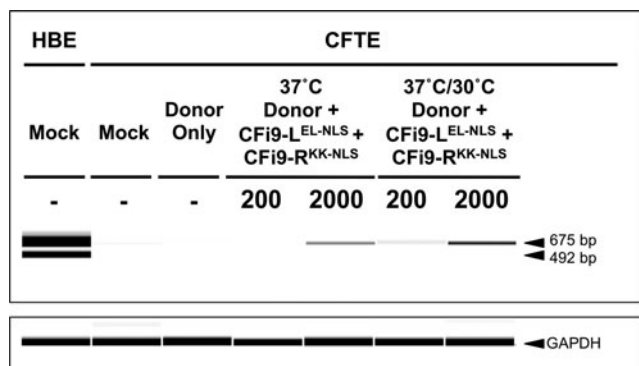 HBE CFTE
Mock Mock Donor Only 37˚C Donor + CFi9-L^EL-NLS + CFi9-R^KK-NLS 37˚C/30˚C Donor + CFi9-L^EL-NLS + CFi9-R^KK-NLS
- - - 200 2000 200 2000
675 bp
492 bp
GAPDH